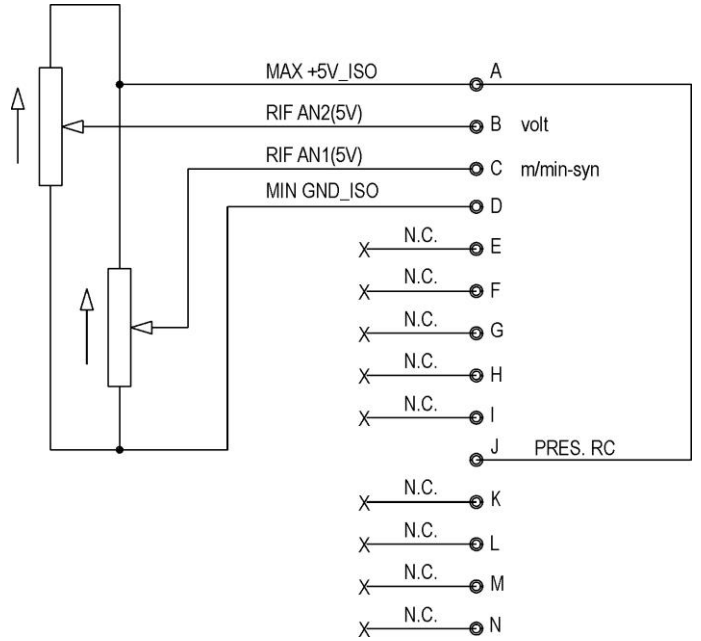 MAX +5V_ISO A
RIF AN2(5V) B volt
RIF AN1(5V) C m/min-syn
MIN GND_ISO D
N.C. E
N.C. F
N.C. G
N.C. H
N.C. I
J PRES. RC
N.C. K
N.C. L
N.C. M
N.C. N